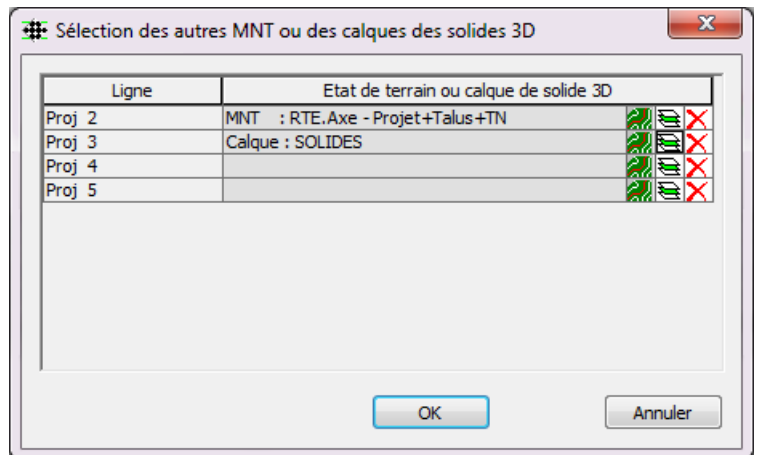 Sélection des autres MNT ou des calques des solides 3D
Ligne Etat de terrain ou calque de solide 3D
Proj 2 MNT : RTE.Axe - Projet+Talus+TN
Proj 3 Calque : SOLIDES
Proj 4
Proj 5
OK Annuler